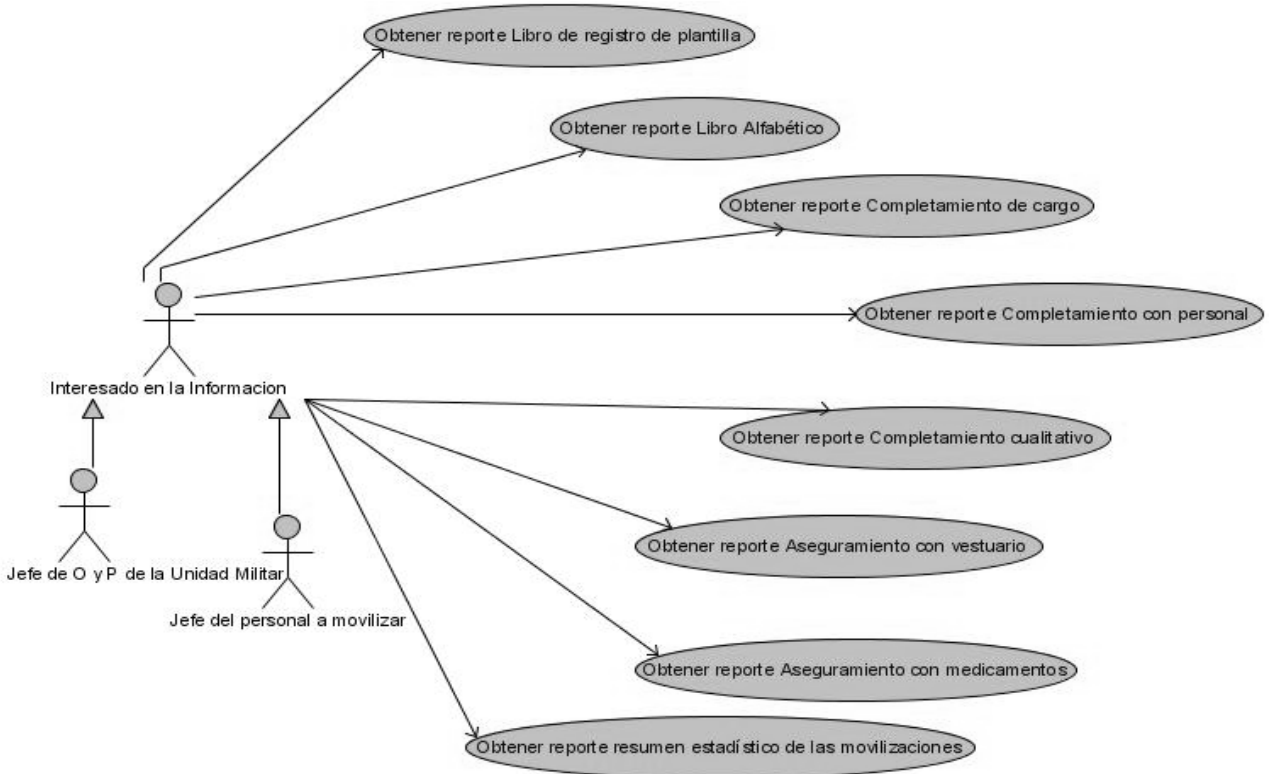 Obtener reporte Libro de registro de plantilla
Obtener reporte Libro Alfabético
Obtener reporte Completamiento de cargo
Obtener reporte Completamiento con personal
Interesado en la Informacion
Obtener reporte Completamiento cualitativo
Obtener reporte Aseguramiento con vestuario
Jefe de O y P de la Unidad Militar
Jefe del personal a movilizar
Obtener reporte Aseguramiento con medicamentos
Obtener reporte resumen estadístico de las movilizaciones